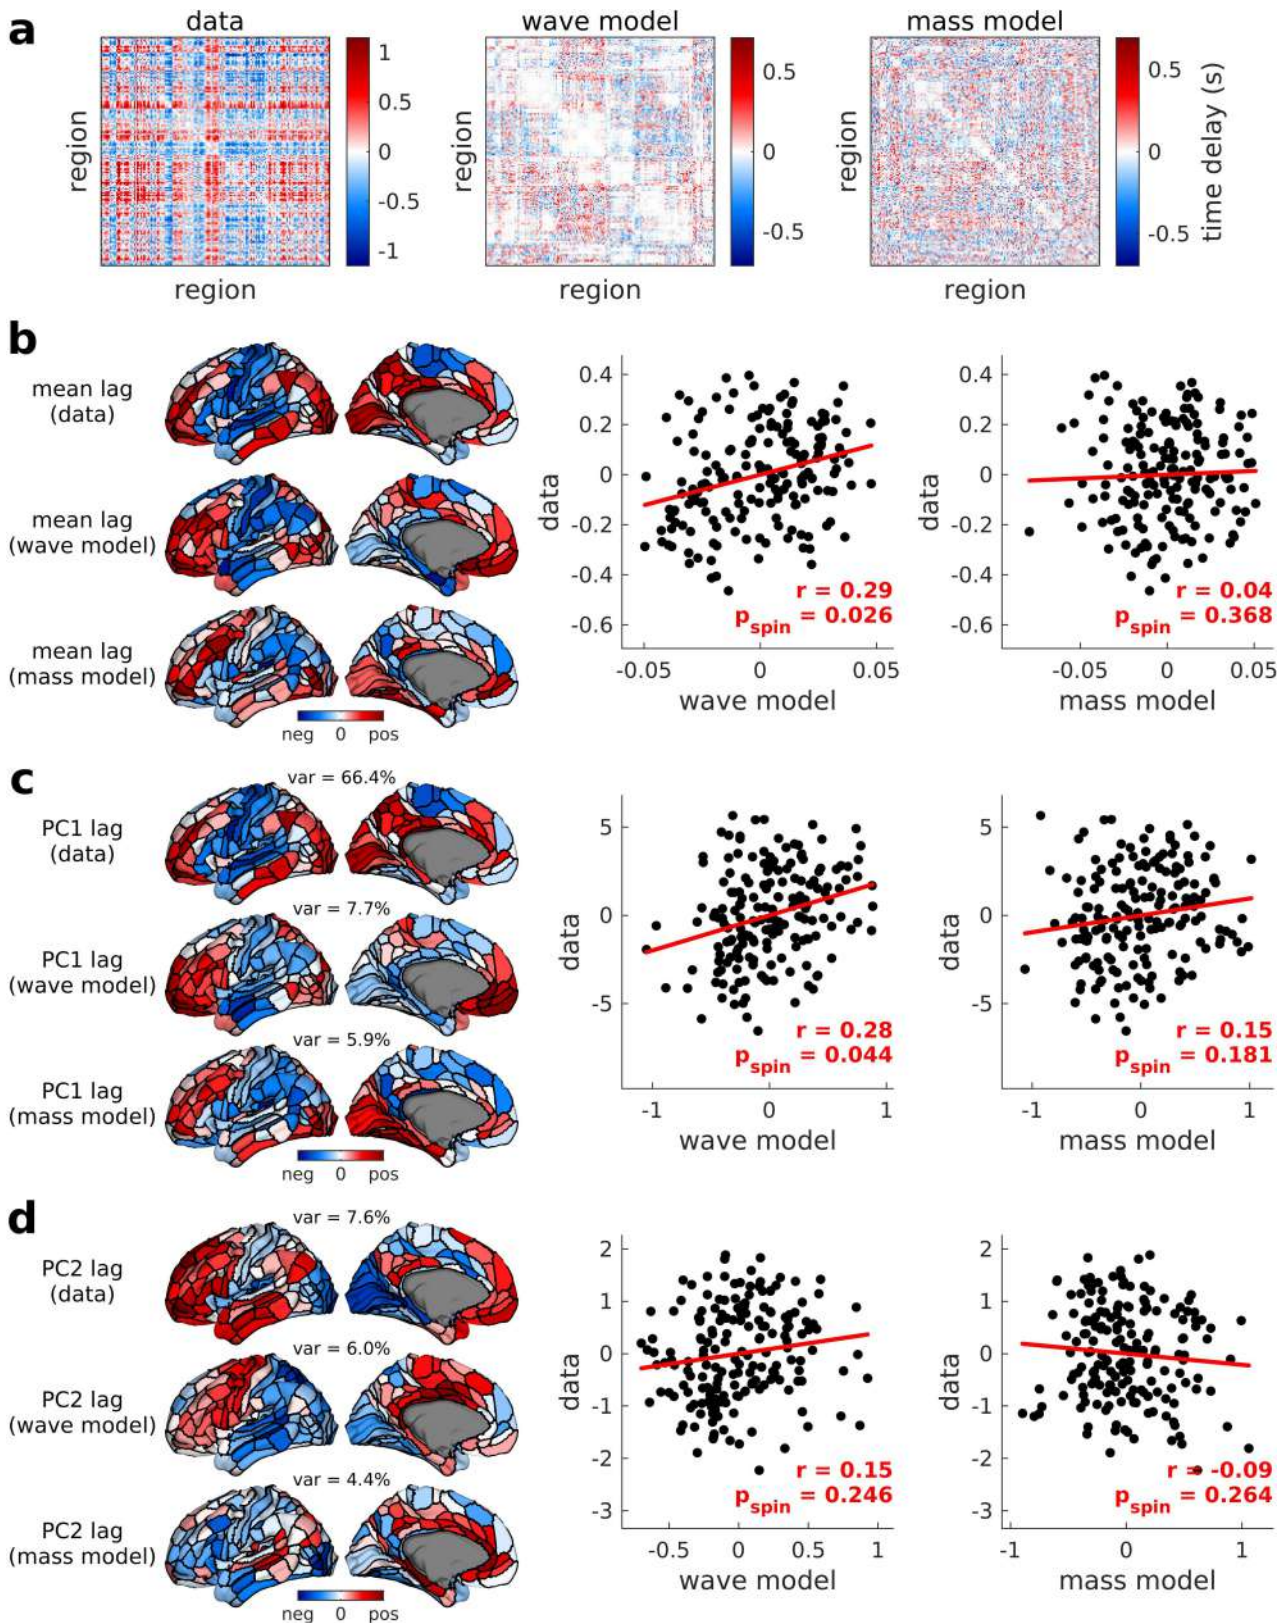 a
data
wave model
mass model
region
1
0.5
0
-0.5
-1
region
region
0.5
0
-0.5
region
region
0.5
0
-0.5
time delay (s)
region
b
mean lag
(data)
mean lag
(wave model)
mean lag
(mass model)
neg 0 pos
data
0.4
0.2
0
-0.2
-0.4
-0.6
r = 0.29
p_spin = 0.026
-0.05 0 0.05
wave model
data
0.4
0.2
0
-0.2
-0.4
-0.6
r = 0.04
p_spin = 0.368
-0.05 0 0.05
mass model
c
var = 66.4%
PC1 lag
(data)
var = 7.7%
PC1 lag
(wave model)
var = 5.9%
PC1 lag
(mass model)
neg 0 pos
data
5
0
-5
r = 0.28
p_spin = 0.044
-1 0 1
wave model
data
5
0
-5
r = 0.15
p_spin = 0.181
-1 0 1
mass model
d
var = 7.6%
PC2 lag
(data)
var = 6.0%
PC2 lag
(wave model)
var = 4.4%
PC2 lag
(mass model)
neg 0 pos
data
2
1
0
-1
-2
-3
r = 0.15
p_spin = 0.246
-0.5 0 0.5 1
wave model
data
2
1
0
-1
-2
-3
r = -0.09
p_spin = 0.264
-1 0 1
mass model